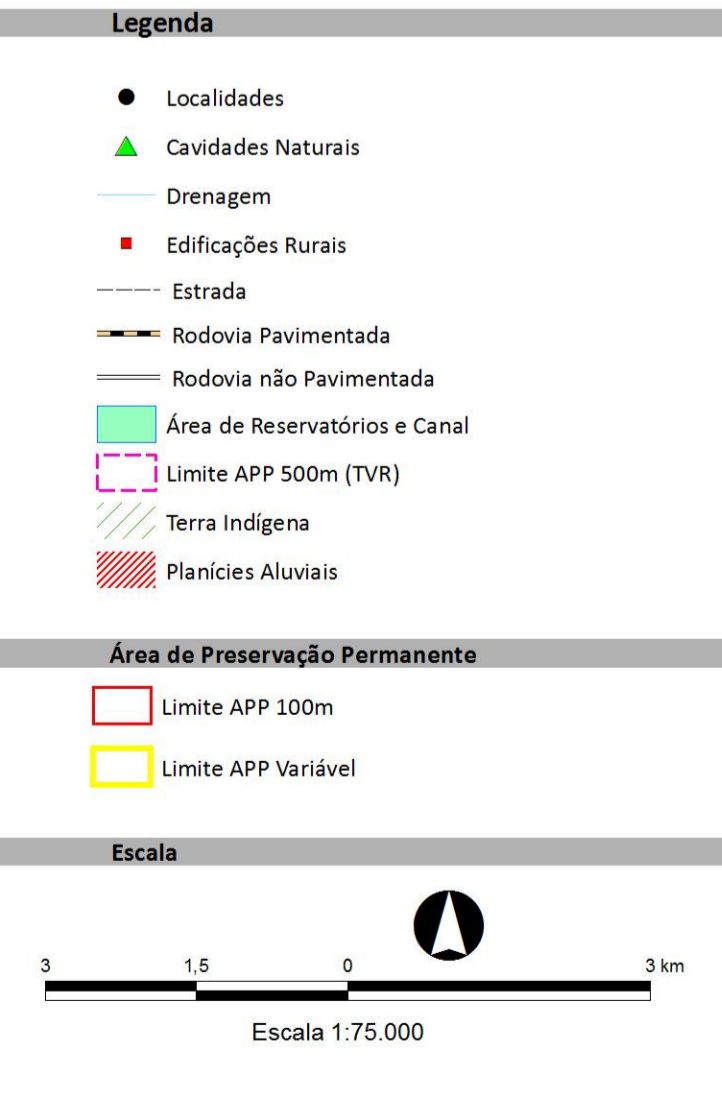 Legenda
Localidades
Cavidades Naturais
Drenagem
Edificações Rurais
Estrada
Rodovia Pavimentada
Rodovia não Pavimentada
Área de Reservatórios e Canal
Limite APP 500m (TVR)
Terra Indígena
Planícies Aluviais
Área de Preservação Permanente
Limite APP 100m
Limite APP Variável
Escala
3 1,5 0 3 km
Escala 1:75.000